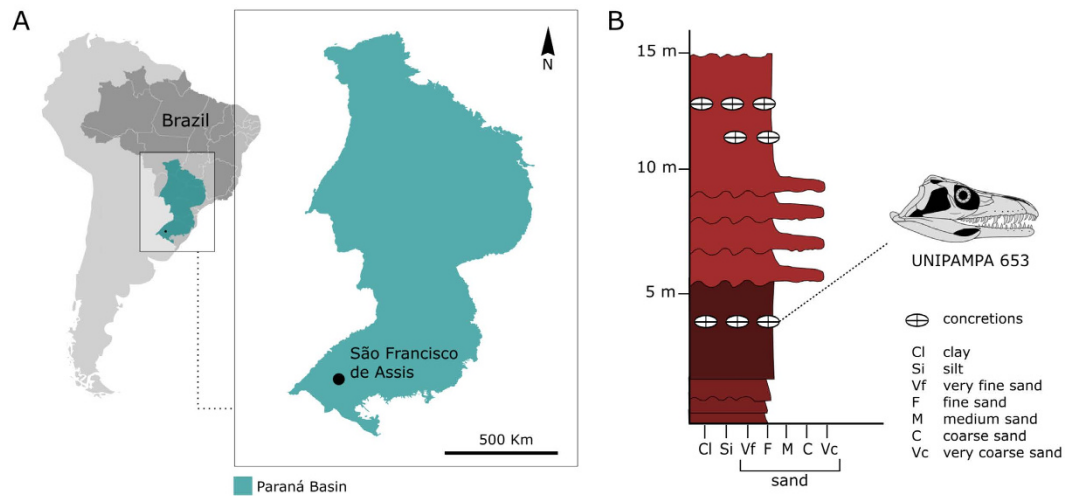 A
Brazil
N
São Francisco
de Assis
500 Km
Paraná Basin
B
15 m
10 m
5 m
UNIPAMPA 653
concretions
Cl clay
Si silt
Vf very fine sand
F fine sand
M medium sand
C coarse sand
Vc very coarse sand
Cl Si Vf F M C Vc
sand